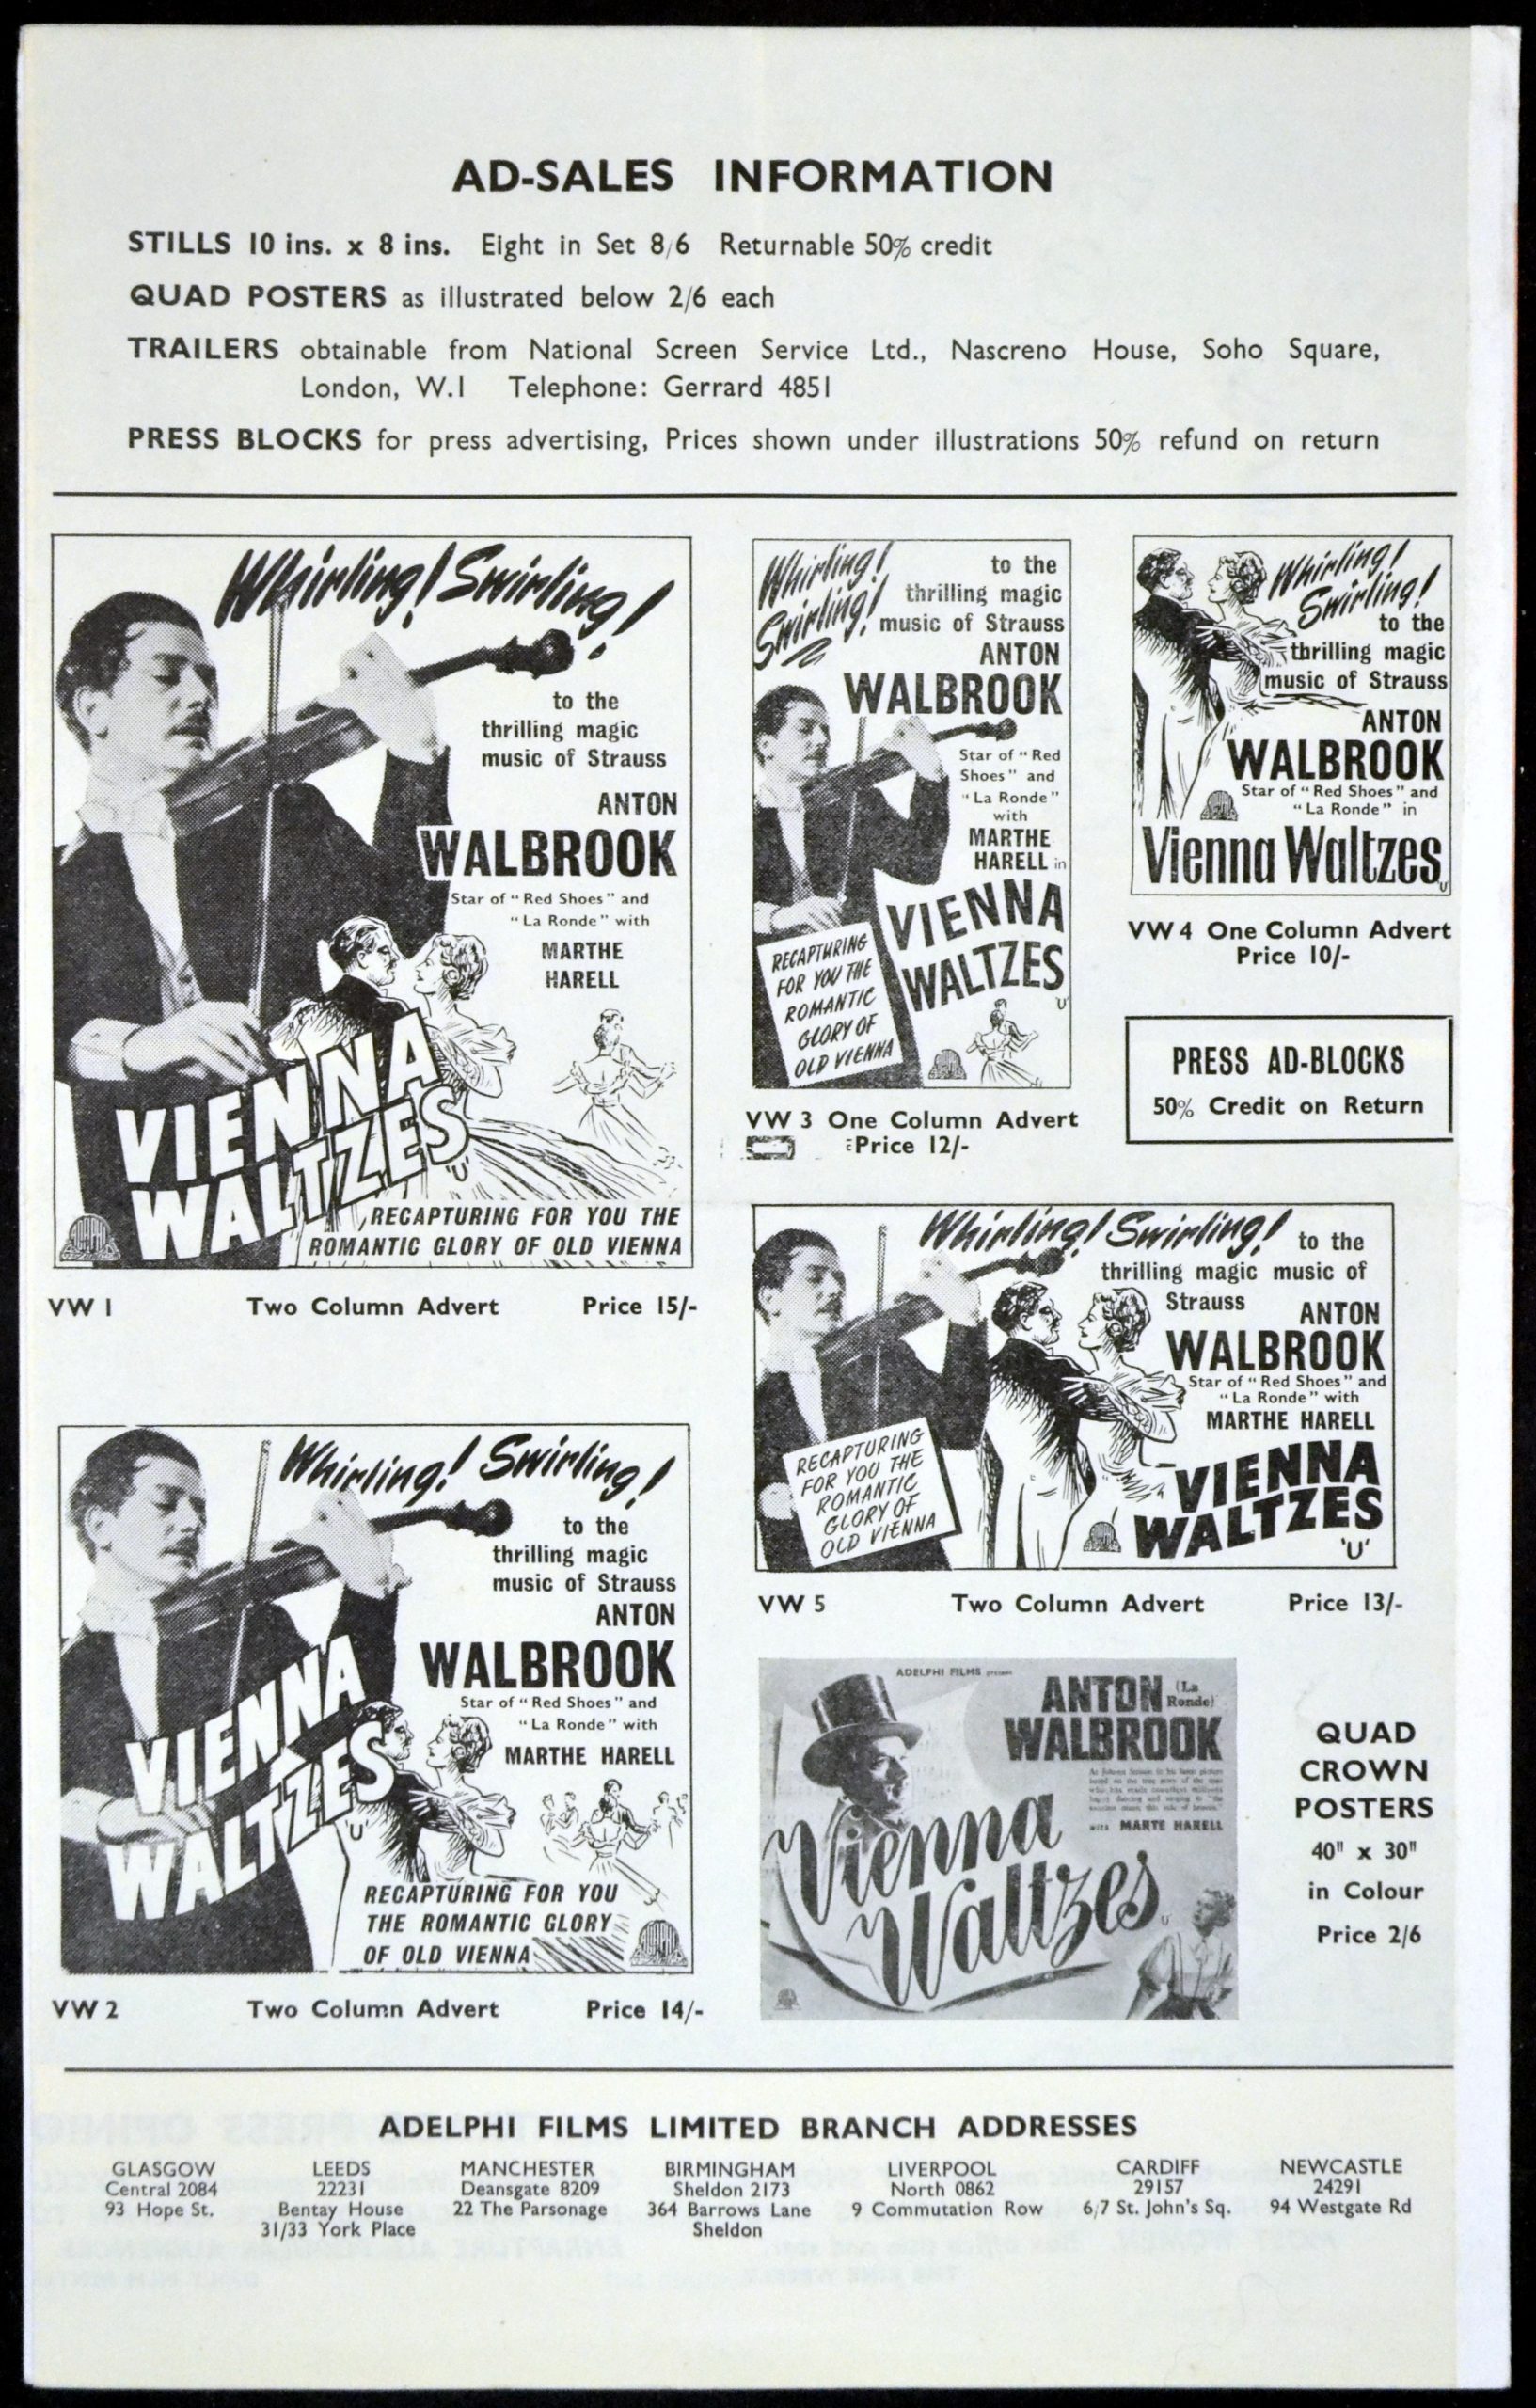 AD-SALES INFORMATION
STILLS 10 ins. x 8 ins. Eight in Set 8/6 Returnable 50% credit
QUAD POSTERS as illustrated below 2/6 each
TRAILERS obtainable from National Screen Service Ltd., Nascreno House, Soho Square,
London, W.1 Telephone: Gerrard 4851
PRESS BLOCKS for press advertising, Prices shown under illustrations 50% refund on return
Whirling! Swirling!
to the
thrilling magic
music of Strauss
ANTON
WALBROOK
Star of "Red Shoes" and
"La Ronde" with
MARTHE
HARELL
VIENNA
WALTZES
'U'
ADELPHI
RECAPTURING FOR YOU THE
ROMANTIC GLORY OF OLD VIENNA
VW 1 Two Column Advert Price 15/-
Whirling!
Swirling!
to the
thrilling magic
music of Strauss
ANTON
WALBROOK
Star of "Red
Shoes" and
"La Ronde"
with
MARTHE
HARELL in
VIENNA
WALTZES
'U'
RECAPTURING
FOR YOU THE
ROMANTIC
GLORY OF
OLD VIENNA
VW 3 One Column Advert
Price 12/-
Whirling!
Swirling!
to the
thrilling magic
music of Strauss
ANTON
WALBROOK
Star of "Red Shoes" and
"La Ronde" in
Vienna Waltzes
'U'
VW 4 One Column Advert
Price 10/-
PRESS AD-BLOCKS
50% Credit on Return
Whirling! Swirling!
to the
thrilling magic
music of Strauss
ANTON
WALBROOK
Star of "Red Shoes" and
"La Ronde" with
MARTHE HARELL
VIENNA
WALTZES
'U'
RECAPTURING FOR YOU
THE ROMANTIC GLORY
OF OLD VIENNA
VW 2 Two Column Advert Price 14/-
Whirling! Swirling! to the
thrilling magic music of
Strauss ANTON
WALBROOK
Star of "Red Shoes" and
"La Ronde" with
MARTHE HARELL
VIENNA
WALTZES
'U'
RECAPTURING
FOR YOU THE
ROMANTIC
GLORY OF
OLD VIENNA
VW 5 Two Column Advert Price 13/-
ADELPHI FILMS present
ANTON (La
Ronde)
WALBROOK
with MARTE HARELL
Vienna
Waltzes
U
QUAD
CROWN
POSTERS
40" x 30"
in Colour
Price 2/6
ADELPHI FILMS LIMITED BRANCH ADDRESSES
GLASGOW
Central 2084
93 Hope St.
LEEDS
22231
Bentay House
31/33 York Place
MANCHESTER
Deansgate 8209
22 The Parsonage
BIRMINGHAM
Sheldon 2173
364 Barrows Lane
Sheldon
LIVERPOOL
North 0862
9 Commutation Row
CARDIFF
29157
6/7 St. John's Sq.
NEWCASTLE
24291
94 Westgate Rd